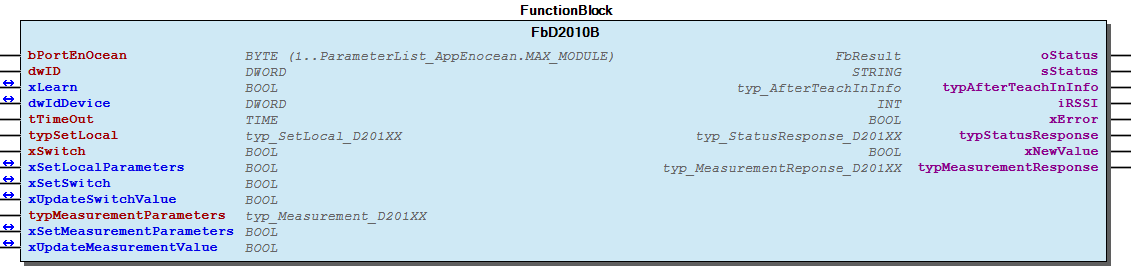 FunctionBlock
FbD2010B
bPortEnOcean BYTE (1..ParameterList_AppEnocean.MAX_MODULE) FbResult oStatus
dwID DWORD STRING sStatus
xLearn BOOL typ_AfterTeachInInfo typAfterTeachInInfo
dwIdDevice DWORD INT iRSSI
tTimeOut TIME BOOL xError
typSetLocal typ_SetLocal_D201XX typ_StatusResponse_D201XX typStatusResponse
xSwitch BOOL BOOL xNewValue
xSetLocalParameters BOOL typ_MeasurementReponse_D201XX typMeasurementResponse
xSetSwitch BOOL
xUpdateSwitchValue BOOL
typMeasurementParameters typ_Measurement_D201XX
xSetMeasurementParameters BOOL
xUpdateMeasurementValue BOOL